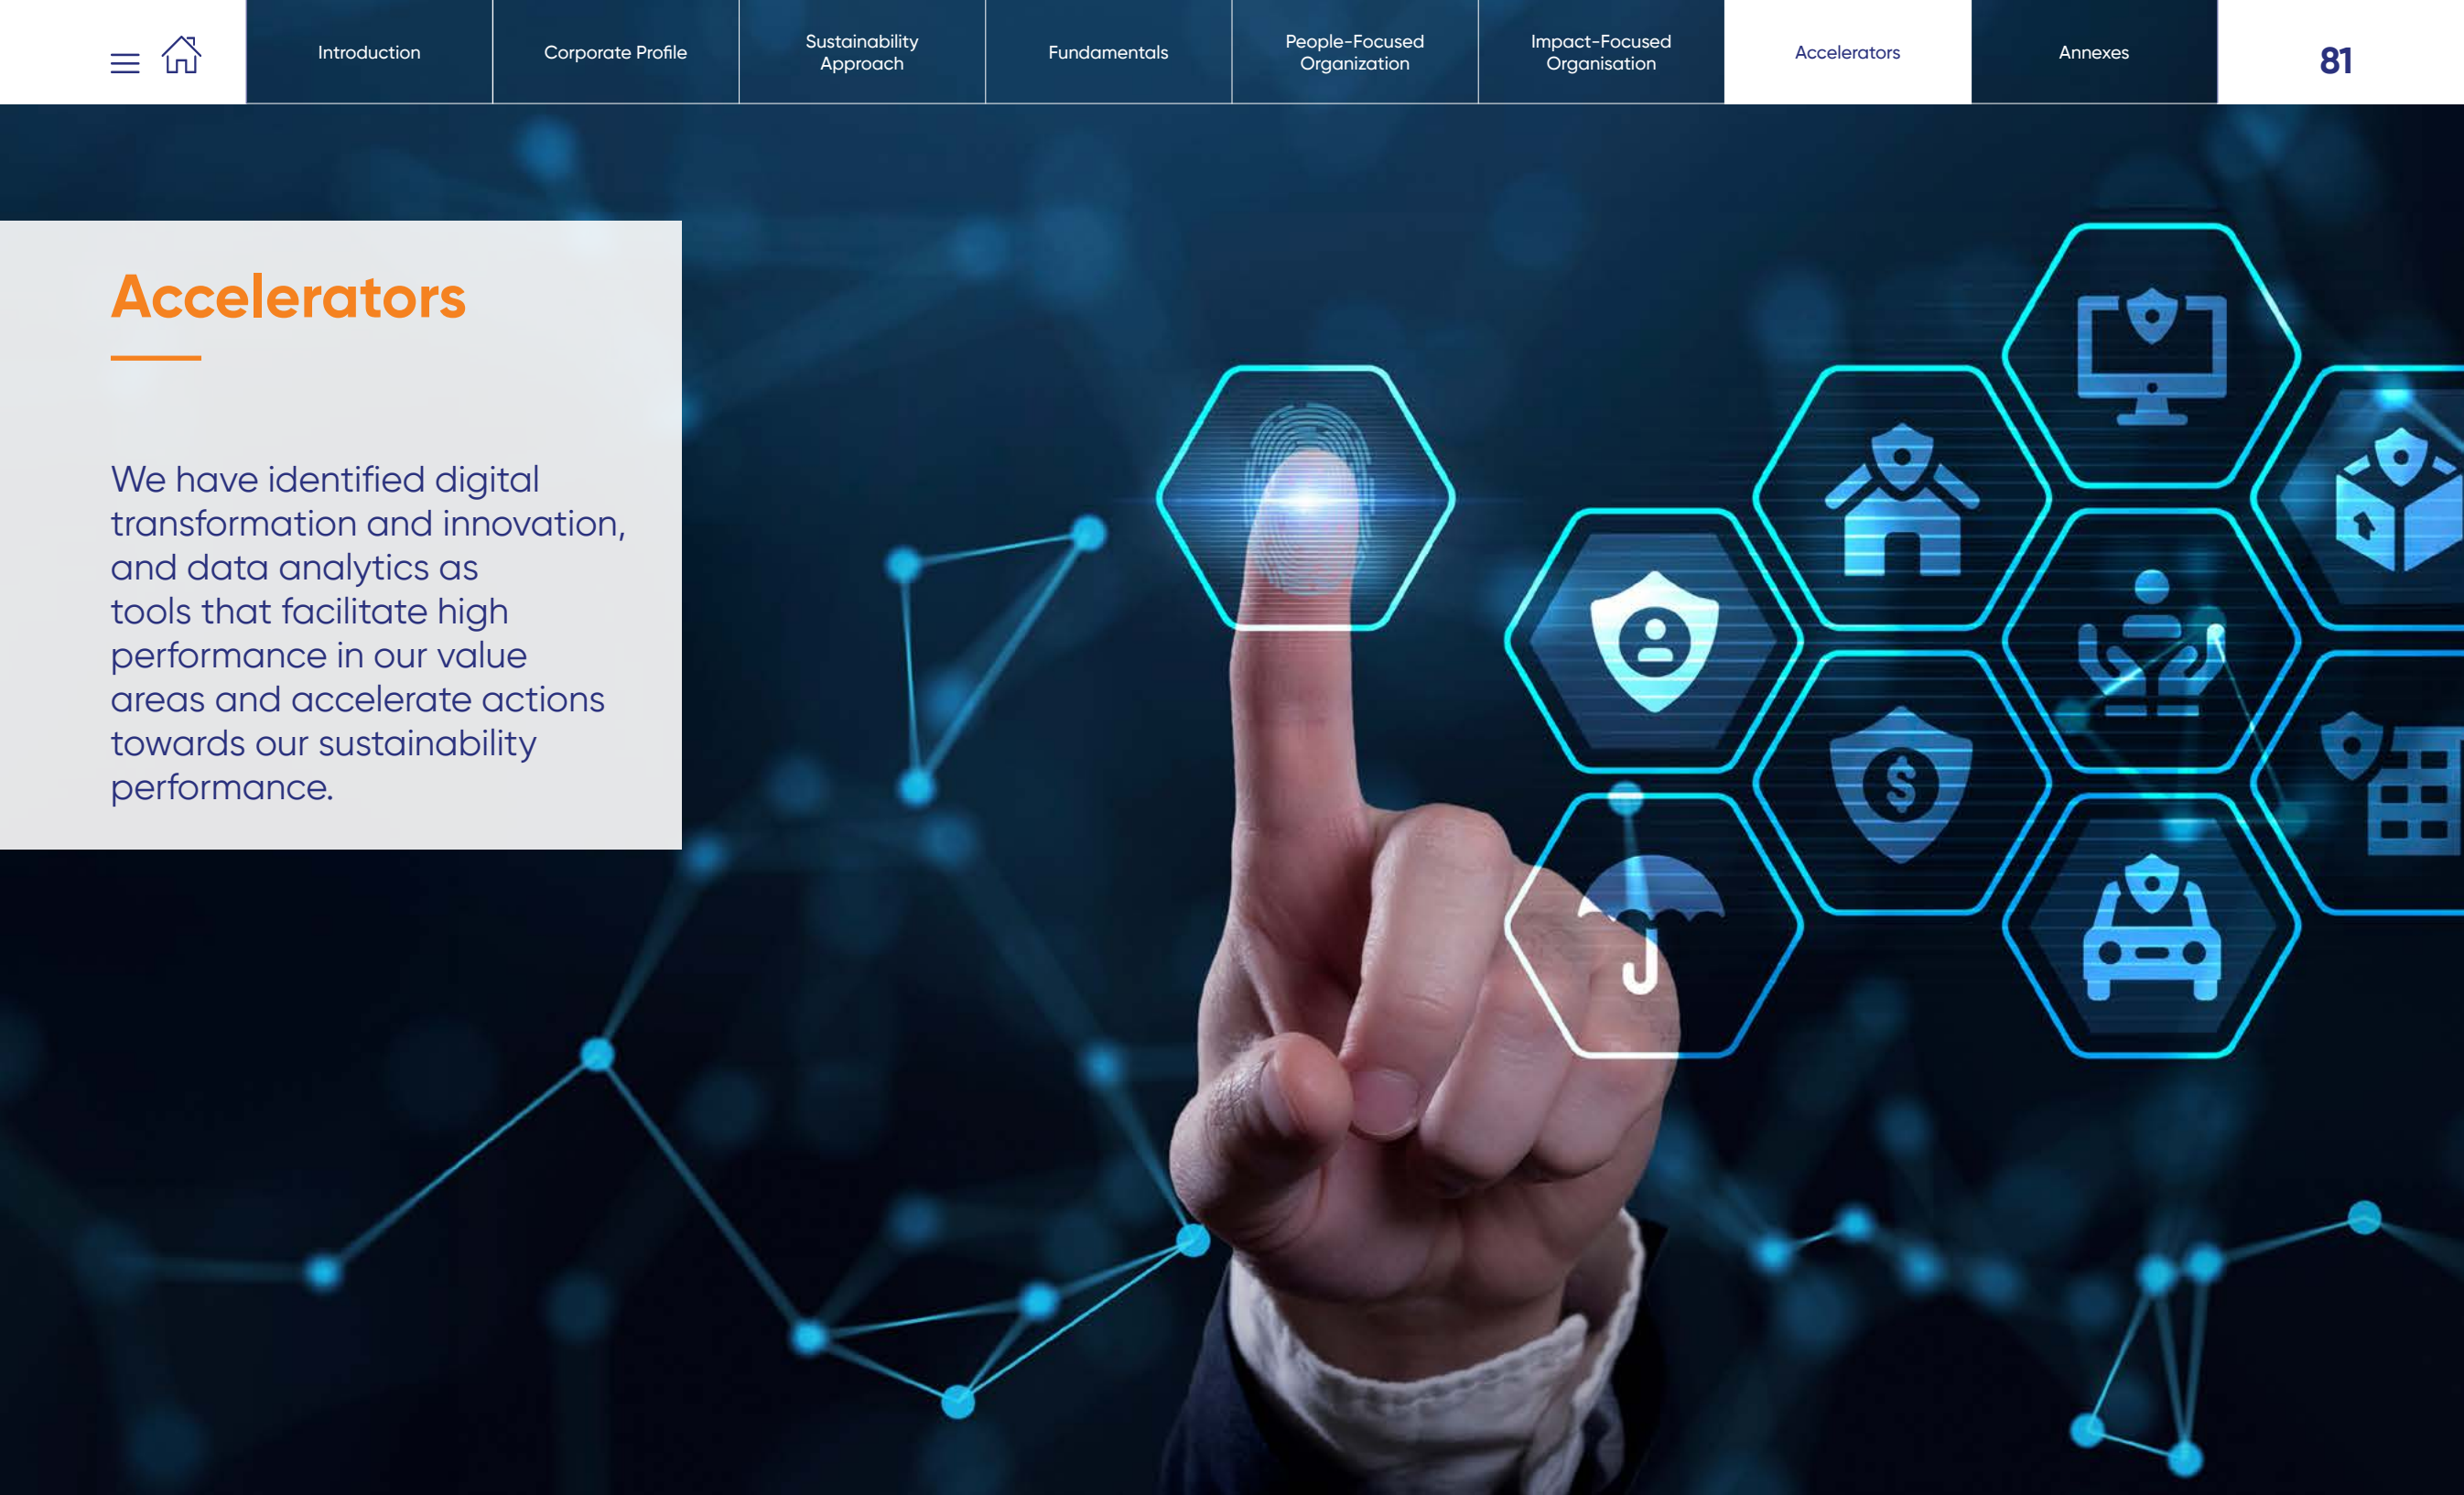 Introduction
Corporate Profile
Sustainability
Approach
Fundamentals
People-Focused
Organization
Impact-Focused
Organisation
Accelerators
Annexes
81
Accelerators
We have identified digital
transformation and innovation,
and data analytics as
tools that facilitate high
performance in our value
areas and accelerate actions
towards our sustainability
performance.
$